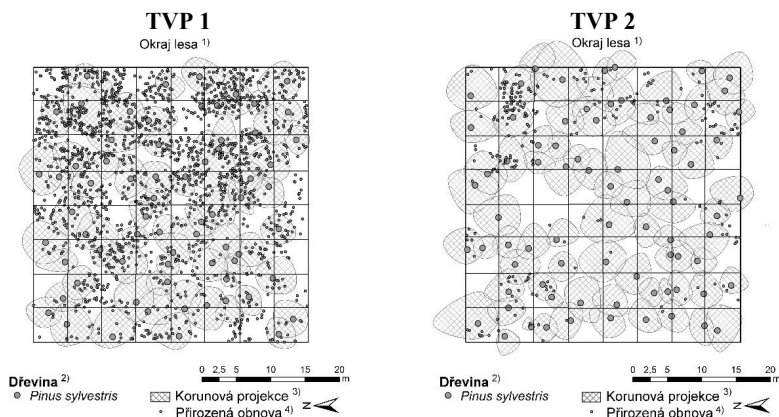 TVP 1
Okraj lesa 1)
Dřevina 2)
Pinus sylvestris
Korunová projekce 3)
Přirozená obnova 4)
0 2,5 5 10 15 20
m
N
TVP 2
Okraj lesa 1)
Dřevina 2)
Pinus sylvestris
Korunová projekce 3)
Přirozená obnova 4)
0 2,5 5 10 15 20
m
N